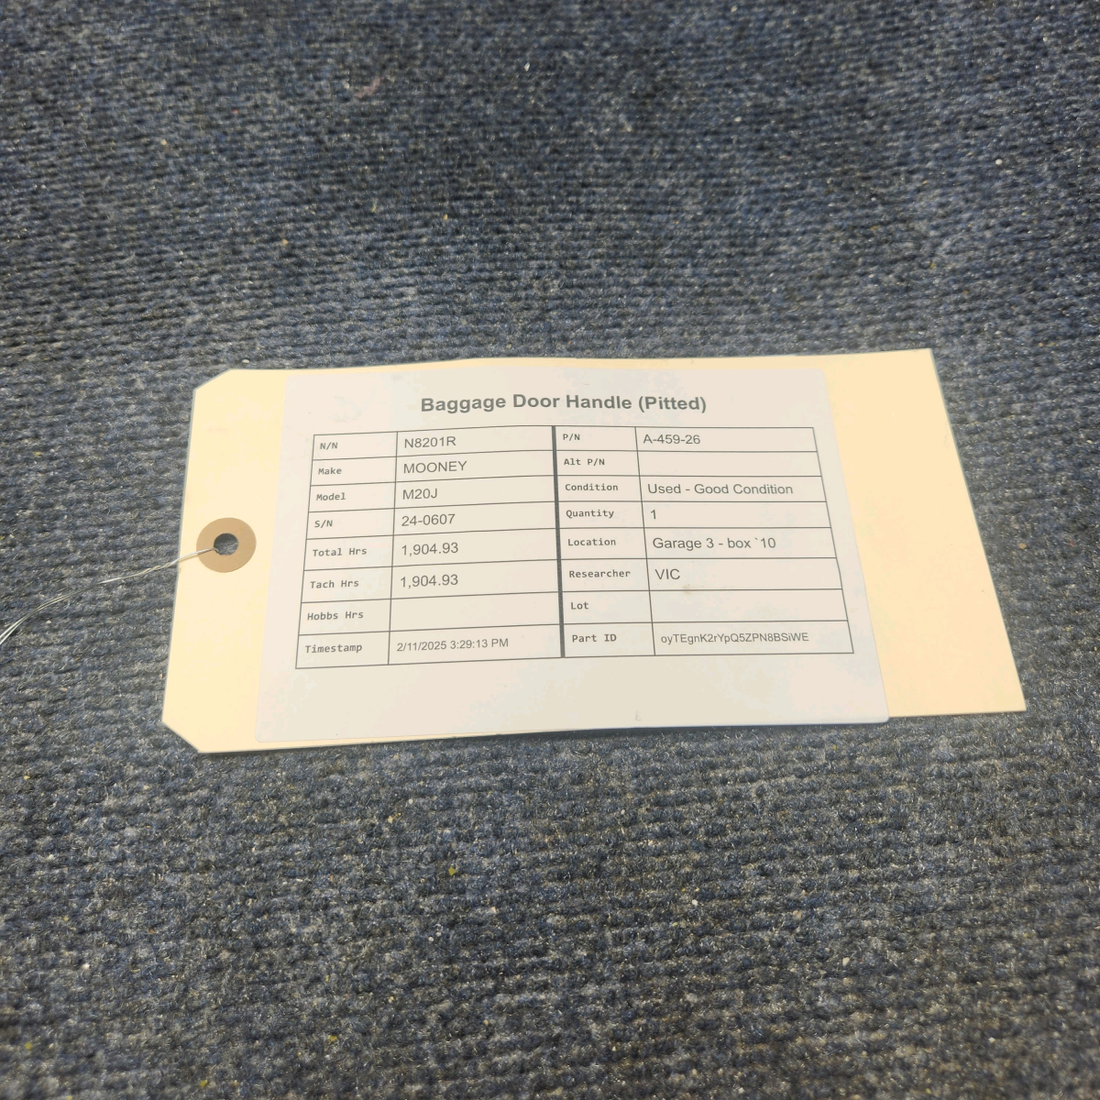 Baggage Door Handle (Pitted)
N/N N8201R P/N A-459-26
Make MOONEY Alt P/N
Model M20J Condition Used - Good Condition
S/N 24-0607 Quantity 1
Total Hrs 1,904.93 Location Garage 3 - box `10
Tach Hrs 1,904.93 Researcher VIC
Hobbs Hrs Lot
Timestamp 2/11/2025 3:29:13 PM Part ID oyTEgnK2rYpQ5ZPN8BSiWE